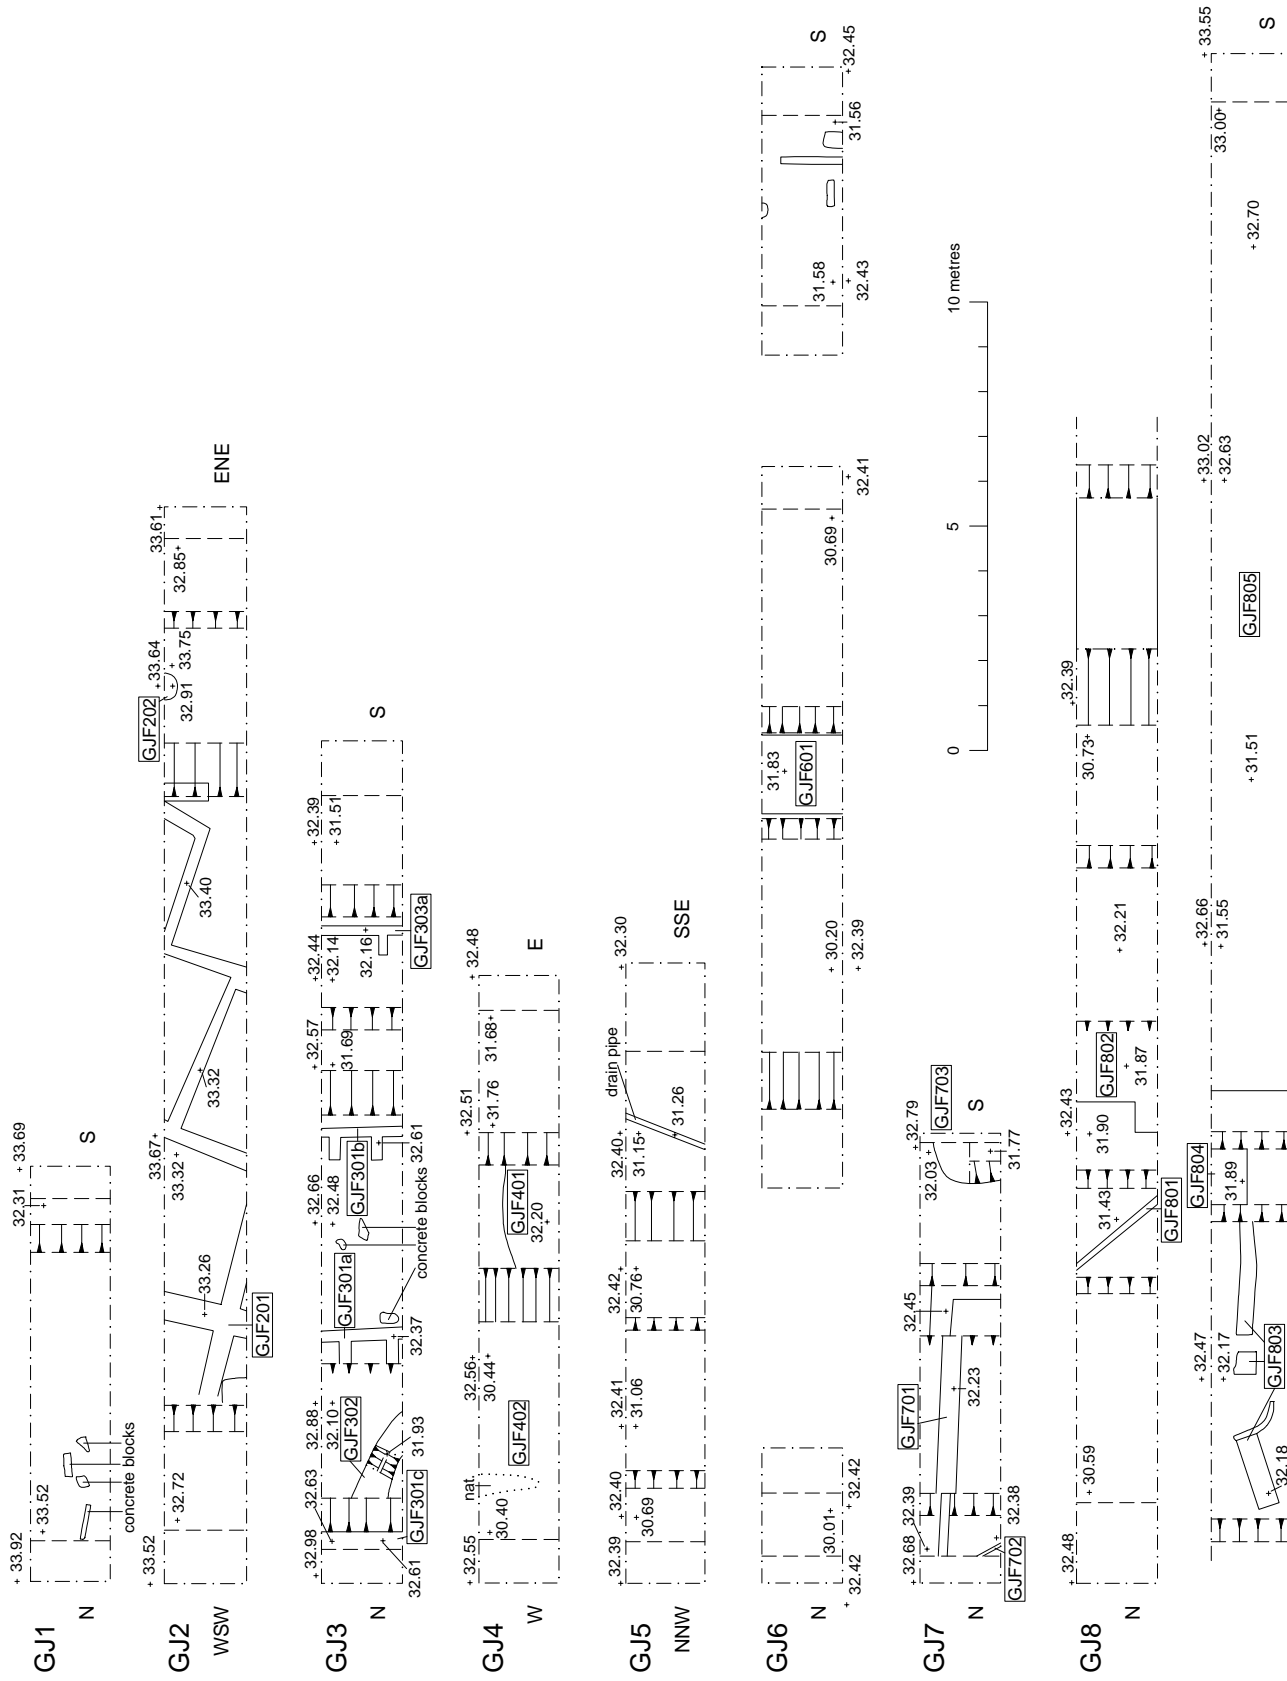 GJ1
N
S
+ 33.92
+ 33.52
concrete blocks
32.31
+ 33.69
GJ2
WSW
ENE
+ 33.52
+ 32.72
GJF201
33.26
33.67+
33.32 +
33.32
33.40
GJF202
32.91
+ 33.64
33.75
32.85+
33.61+
GJ3
N
S
+ 32.98
32.61
32.63
GJF301c
GJF302
32.88 +
32.10+
31.93
GJF301a
32.37
concrete blocks
+ 32.66
+ 32.48
GJF301b
32.61
+ 32.57
31.69
+ 32.44
+ 32.14
32.16
GJF303a
+ 32.39
+ 31.51
GJ4
W
E
+ 32.55
+ 30.40
nat.
GJF402
32.56+
30.44+
GJF401
32.20
+ 32.51
+ 31.76
31.68+
+ 32.48
GJ5
NNW
SSE
+ 32.39
+ 30.69
+ 32.40
+ 32.41
+ 31.06
32.42 +
30.76+
32.40+
31.15+
drain pipe
31.26
+ 32.30
GJ6
N
S
+ 32.42
30.01+
+ 32.42
+ 30.20
+ 32.39
31.83
GJF601
30.69 +
+ 32.41
31.58 +
+ 32.43
31.56
+32.45
0
5
10 metres
GJ7
N
S
+ 32.68
32.39
GJF702
32.38
GJF701
32.23
32.45
32.03
+ 32.79
GJF703
31.77
GJ8
N
+ 32.48
+ 30.59
31.43
GJF801
+ 32.43
31.90
GJF802
31.87
+ 32.21
30.73+
+ 32.39
32.18
GJF803
+ 32.47
+ 32.17
GJF804
31.89
+ 32.66
+ 31.55
+ 31.51
GJF805
+ 33.02
+ 32.63
+ 32.70
33.00+
+ 33.55
S